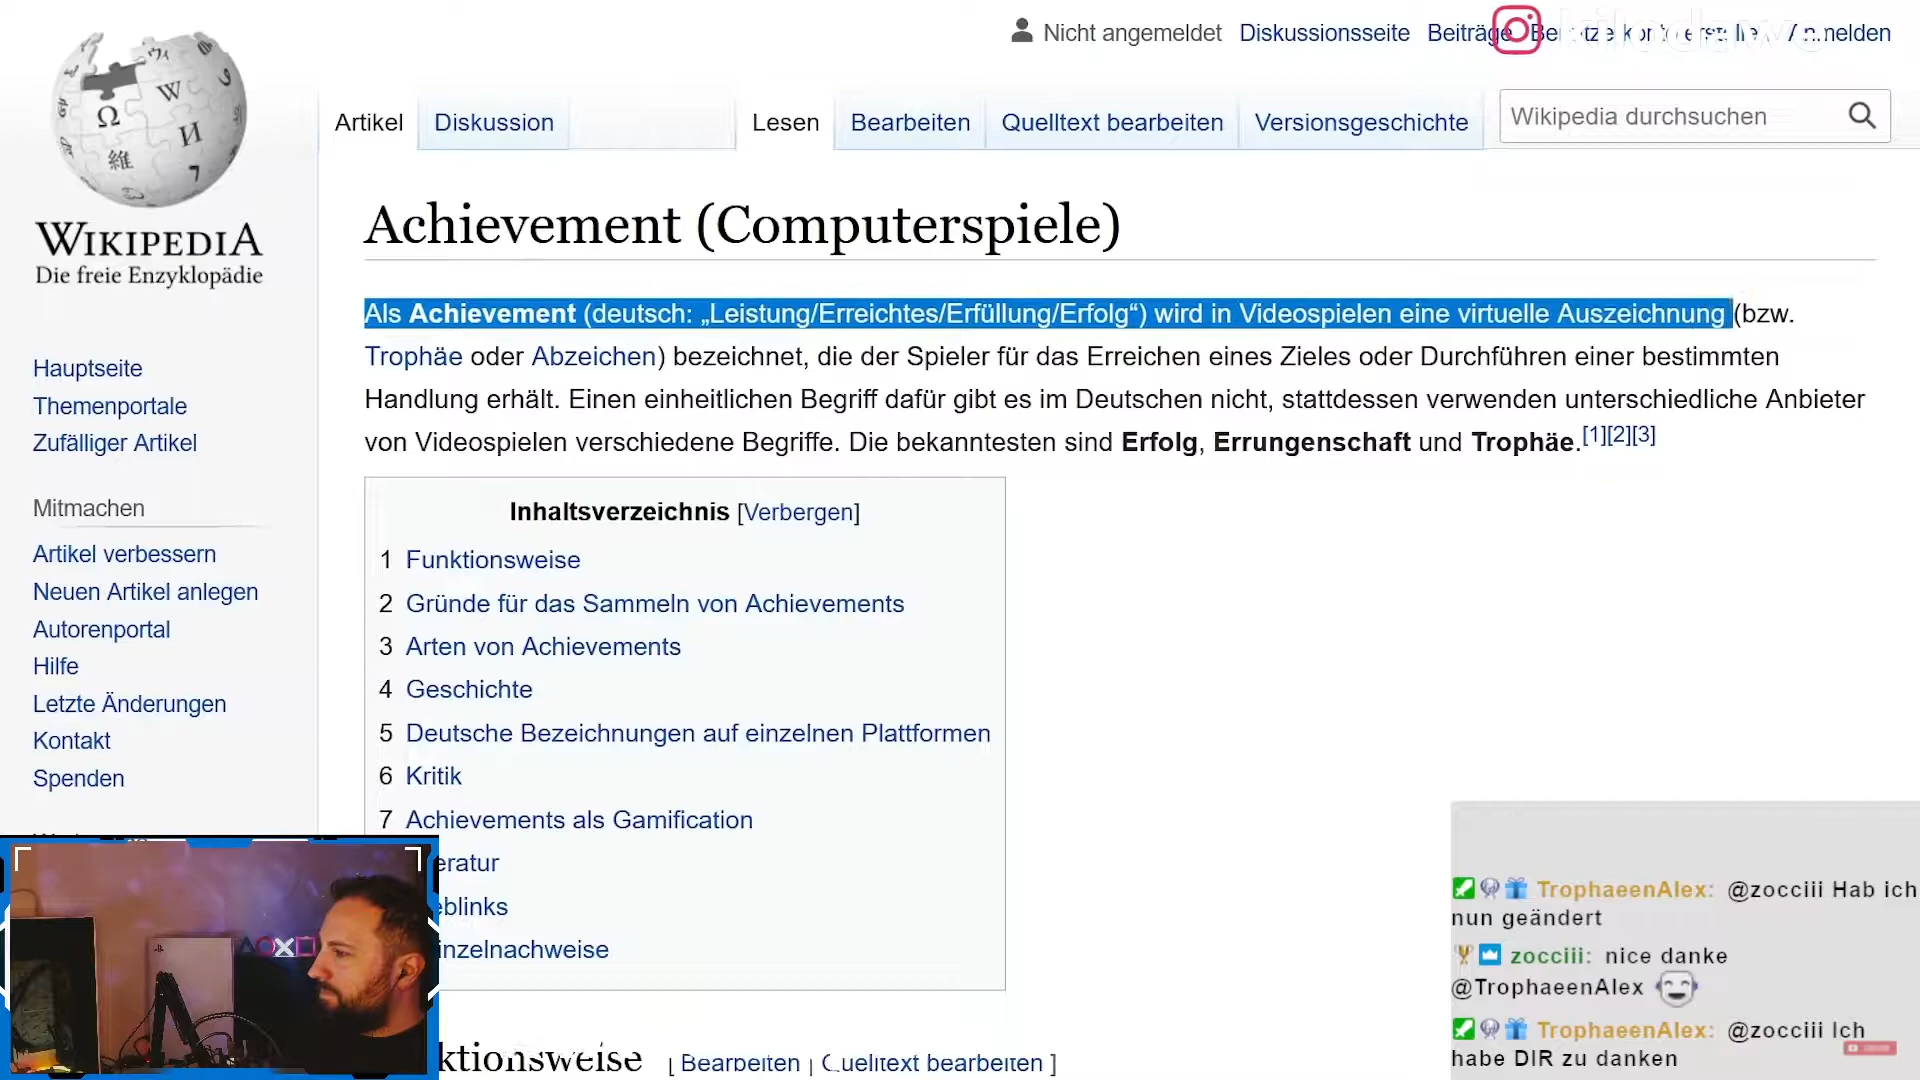 Nicht angemeldet Diskussionsseite Beiträge Anmelden
Artikel Diskussion Lesen Bearbeiten Quelltext bearbeiten Versionsgeschichte Wikipedia durchsuchen
WIKIPEDIA
Die freie Enzyklopädie
Achievement (Computerspiele)
Als Achievement (deutsch: „Leistung/Erreichtes/Erfüllung/Erfolg“) wird in Videospielen eine virtuelle Auszeichnung (bzw.
Trophäe oder Abzeichen) bezeichnet, die der Spieler für das Erreichen eines Zieles oder Durchführen einer bestimmten
Handlung erhält. Einen einheitlichen Begriff dafür gibt es im Deutschen nicht, stattdessen verwenden unterschiedliche Anbieter
von Videospielen verschiedene Begriffe. Die bekanntesten sind Erfolg, Errungenschaft und Trophäe.[1][2][3]
Hauptseite
Themenportale
Zufälliger Artikel
Mitmachen
Artikel verbessern
Neuen Artikel anlegen
Autorenportal
Hilfe
Letzte Änderungen
Kontakt
Spenden
Inhaltsverzeichnis [Verbergen]
1 Funktionsweise
2 Gründe für das Sammeln von Achievements
3 Arten von Achievements
4 Geschichte
5 Deutsche Bezeichnungen auf einzelnen Plattformen
6 Kritik
7 Achievements als Gamification
eratur
eblinks
inzelnachweise
ktionsweise [ Bearbeiten | Quelltext bearbeiten ]
TrophaeenAlex: @zocciii Hab ich
nun geändert
zocciii: nice danke
@TrophaeenAlex
TrophaeenAlex: @zocciii Ich
habe DIR zu danken